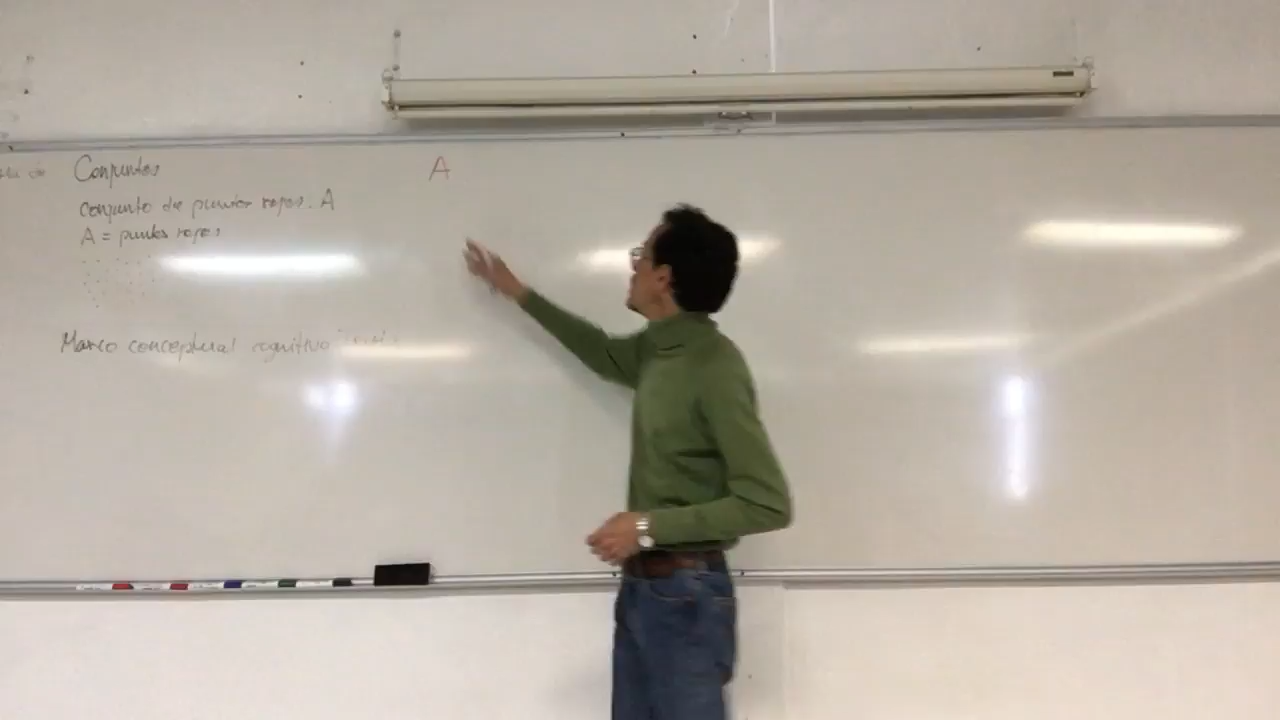 Conjuntos
A
conjunto de puntos rojos. A
A = puntos rojos
Marco conceptual cognitivo